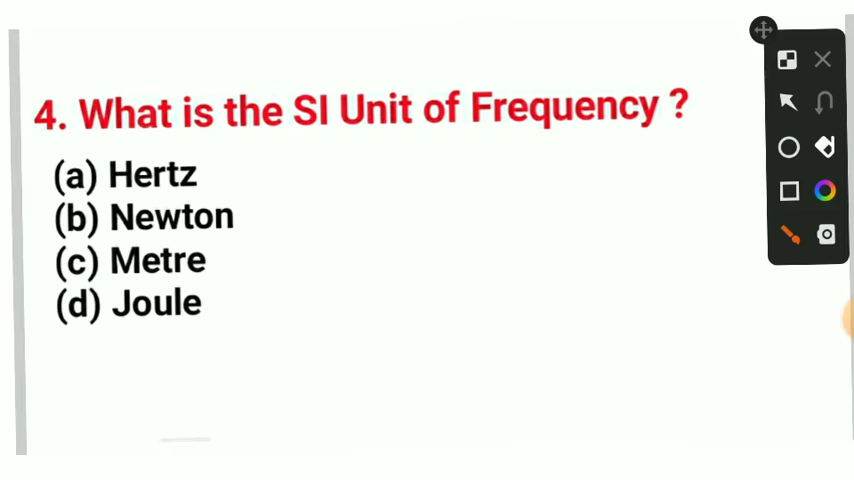 4. What is the SI Unit of Frequency ?
(a) Hertz
(b) Newton
(c) Metre
(d) Joule